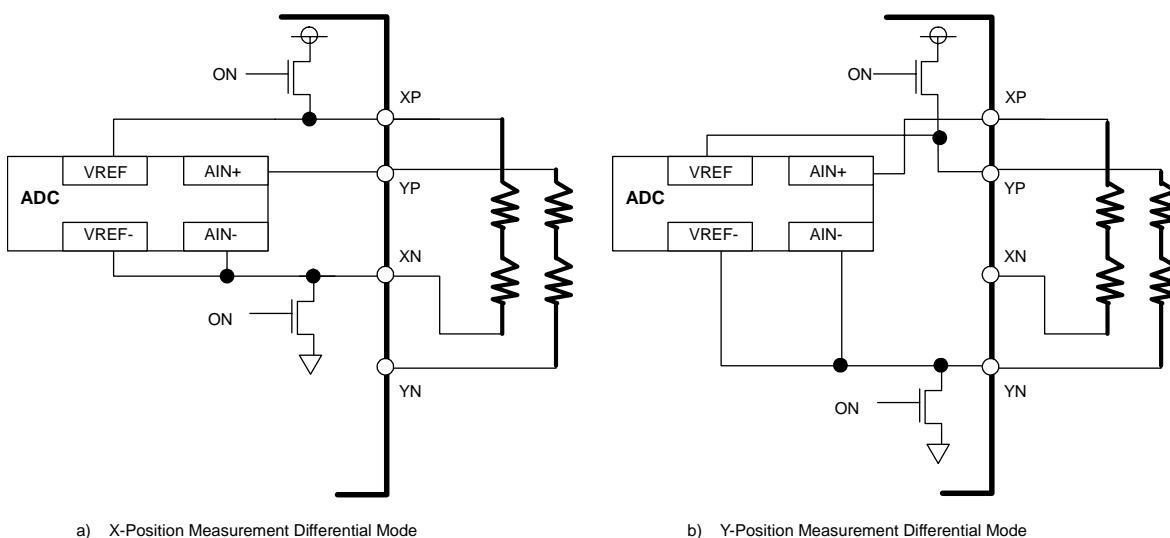 ON
XP
VREF
AIN+
YP
ADC
VREF-
AIN-
XN
ON
YN
a) X-Position Measurement Differential Mode
ON
XP
VREF
AIN+
YP
ADC
VREF-
AIN-
XN
ON
YN
b) Y-Position Measurement Differential Mode